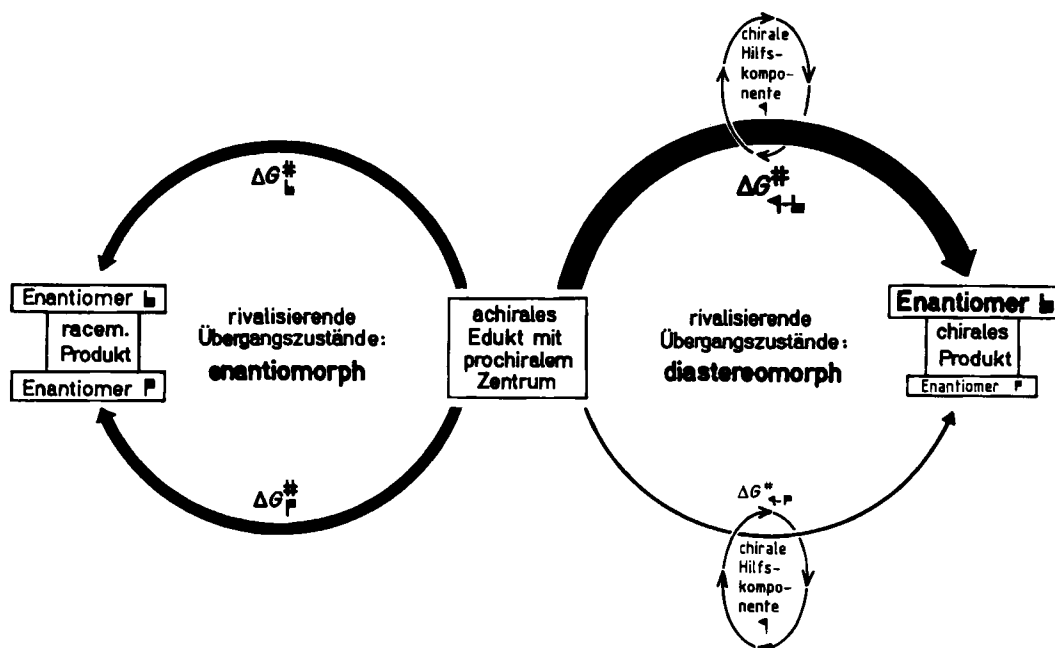 chirale
Hilfs-
kompo-
nente
ΔG#
ΔG#
Enantiomer
racem.
Produkt
Enantiomer
rivalisierende
Übergangszustände:
enantiomorph
achirales
Edukt mit
prochiralem
Zentrum
rivalisierende
Übergangszustände:
diastereomorph
Enantiomer
chirales
Produkt
Enantiomer
ΔG#
ΔG#
chirale
Hilfs-
kompo-
nente